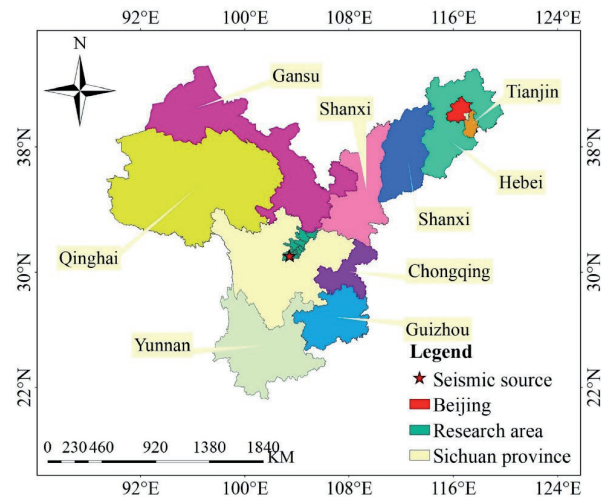 92°E 100°E 108°E 116°E 124°E
N
Gansu
Shanxi
Tianjin
38°N
38°N
Hebei
Shanxi
Qinghai
Chongqing
30°N
30°N
Guizhou
Yunnan
Legend
Seismic source
22°N
22°N
Beijing
Research area
0 230 460 920 1380 1840
KM
Sichuan province
92°E 100°E 108°E 116°E 124°E